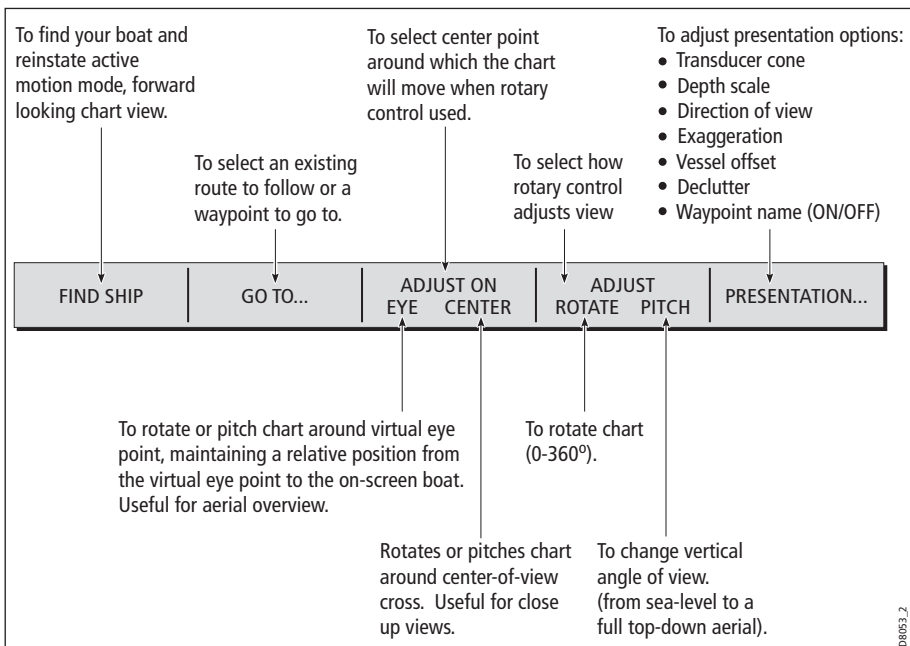 To find your boat and
reinstate active
motion mode, forward
looking chart view.
To select an existing
route to follow or a
waypoint to go to.
To select center point
around which the chart
will move when rotary
control used.
To select how
rotary control
adjusts view
To adjust presentation options:
• Transducer cone
• Depth scale
• Direction of view
• Exaggeration
• Vessel offset
• Declutter
• Waypoint name (ON/OFF)
FIND SHIP
GO TO...
ADJUST ON
EYE CENTER
ADJUST
ROTATE PITCH
PRESENTATION...
To rotate or pitch chart around virtual eye
point, maintaining a relative position from
the virtual eye point to the on-screen boat.
Useful for aerial overview.
Rotates or pitches chart
around center-of-view
cross. Useful for close
up views.
To rotate chart
(0-360º).
To change vertical
angle of view.
(from sea-level to a
full top-down aerial).
D8053_2